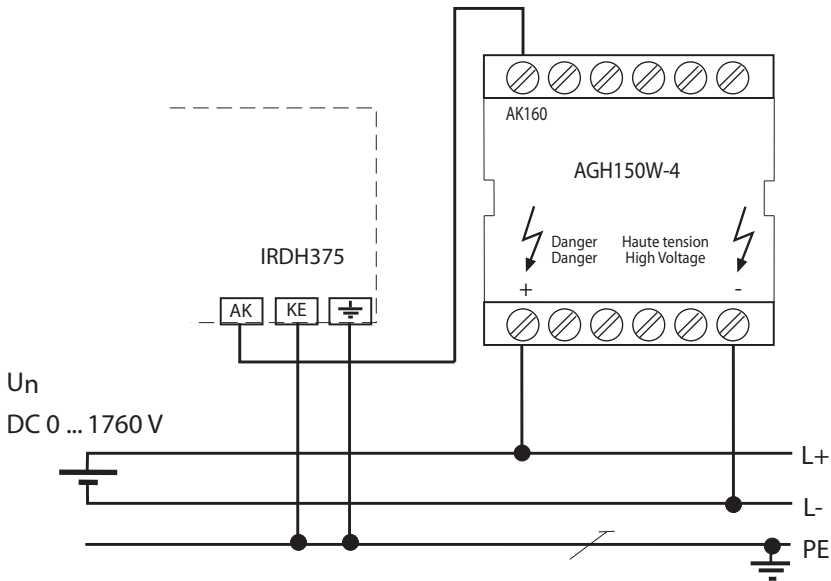 AK160
AGH150W-4
Danger Haute tension
Danger High Voltage
+ -
IRDH375
AK KE
Un
DC 0 ... 1760 V
L+
L-
PE